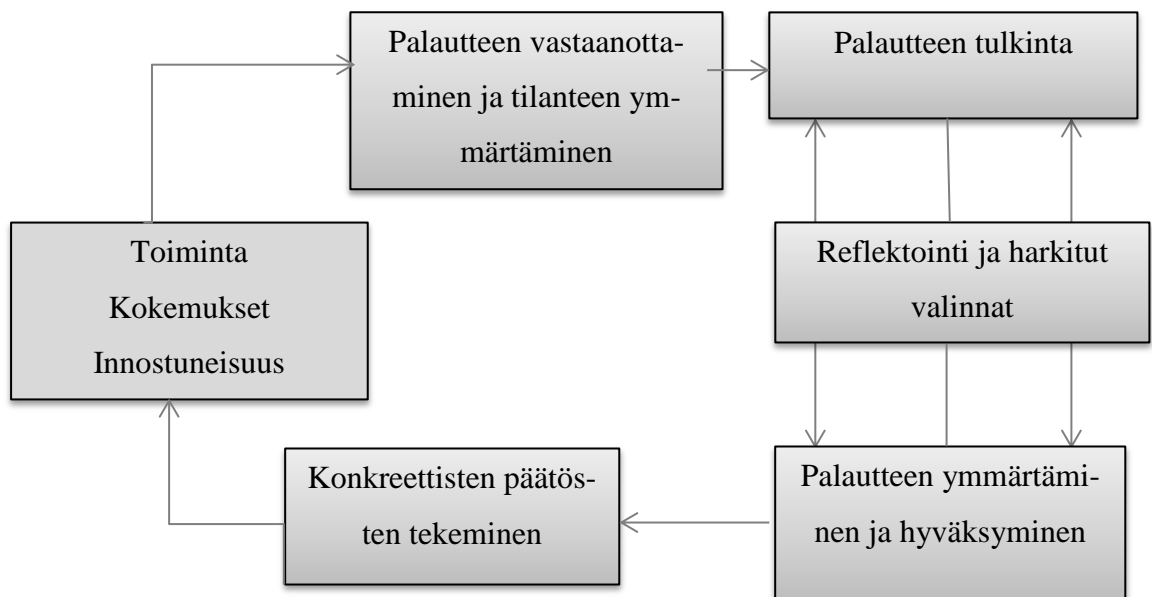 Palautteen vastaanotta-
minen ja tilanteen ym-
märtäminen
Palautteen tulkinta
Toiminta
Kokemukset
Innostuneisuus
Reflektointi ja harkitut
valinnat
Konkreettisten päätös-
ten tekeminen
Palautteen ymmärtämi-
nen ja hyväksyminen